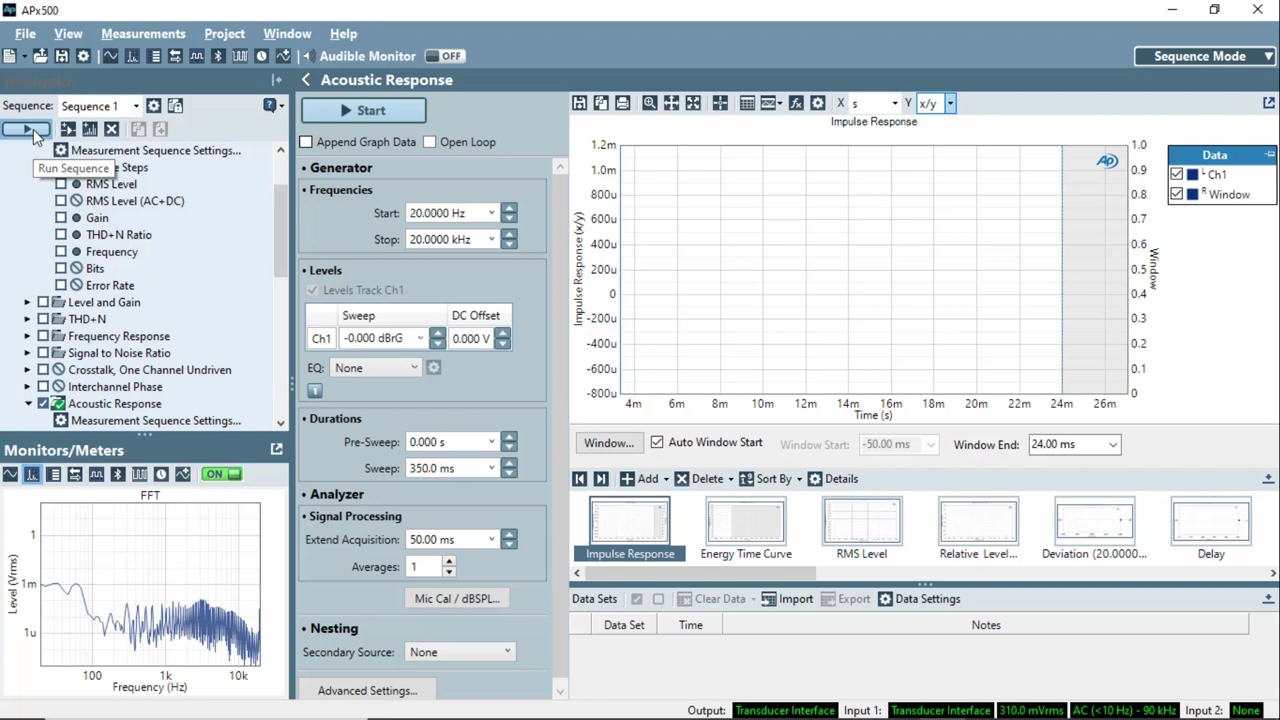 APx500
File View Measurements Project Window Help
Audible Monitor OFF
Sequence Mode
Sequence: Sequence 1
Run Sequence
Measurement Sequence Settings...
Steps
RMS Level
RMS Level (AC+DC)
Gain
THD+N Ratio
Frequency
Bits
Error Rate
Level and Gain
THD+N
Frequency Response
Signal to Noise Ratio
Crosstalk, One Channel Undriven
Interchannel Phase
Acoustic Response
Measurement Sequence Settings...
Monitors/Meters
ON
FFT
Level (Vrms)
1
1m
1u
100 1k 10k
Frequency (Hz)
Acoustic Response
Start
Append Graph Data Open Loop
Generator
Frequencies
Start: 20.0000 Hz
Stop: 20.0000 kHz
Levels
Levels Track Ch1
Sweep DC Offset
Ch1 -0.000 dBrG 0.000 V
EQ: None
1
Durations
Pre-Sweep: 0.000 s
Sweep: 350.0 ms
Analyzer
Signal Processing
Extend Acquisition: 50.00 ms
Averages: 1
Mic Cal / dBSPL...
Nesting
Secondary Source: None
Advanced Settings...
X s Y x/y
Impulse Response
Impulse Response (x/y)
1.2m
1.0m
800u
600u
400u
200u
0
-200u
-400u
-600u
-800u
AP
1.0
0.9
0.8
0.7
0.6
0.5
0.4
0.3
0.2
0.1
0
Window
4m 6m 8m 10m 12m 14m 16m 18m 20m 22m 24m 26m
Time (s)
Data
L Ch1
R Window
Window... Auto Window Start Window Start: -50.00 ms Window End: 24.00 ms
Add Delete Sort By Details
Impulse Response Energy Time Curve RMS Level Relative Level... Deviation (20.0000... Delay
Data Sets Clear Data Import Export Data Settings
Data Set Time Notes
Output: Transducer Interface Input 1: Transducer Interface 310.0 mVrms AC (<10 Hz) - 90 kHz Input 2: None